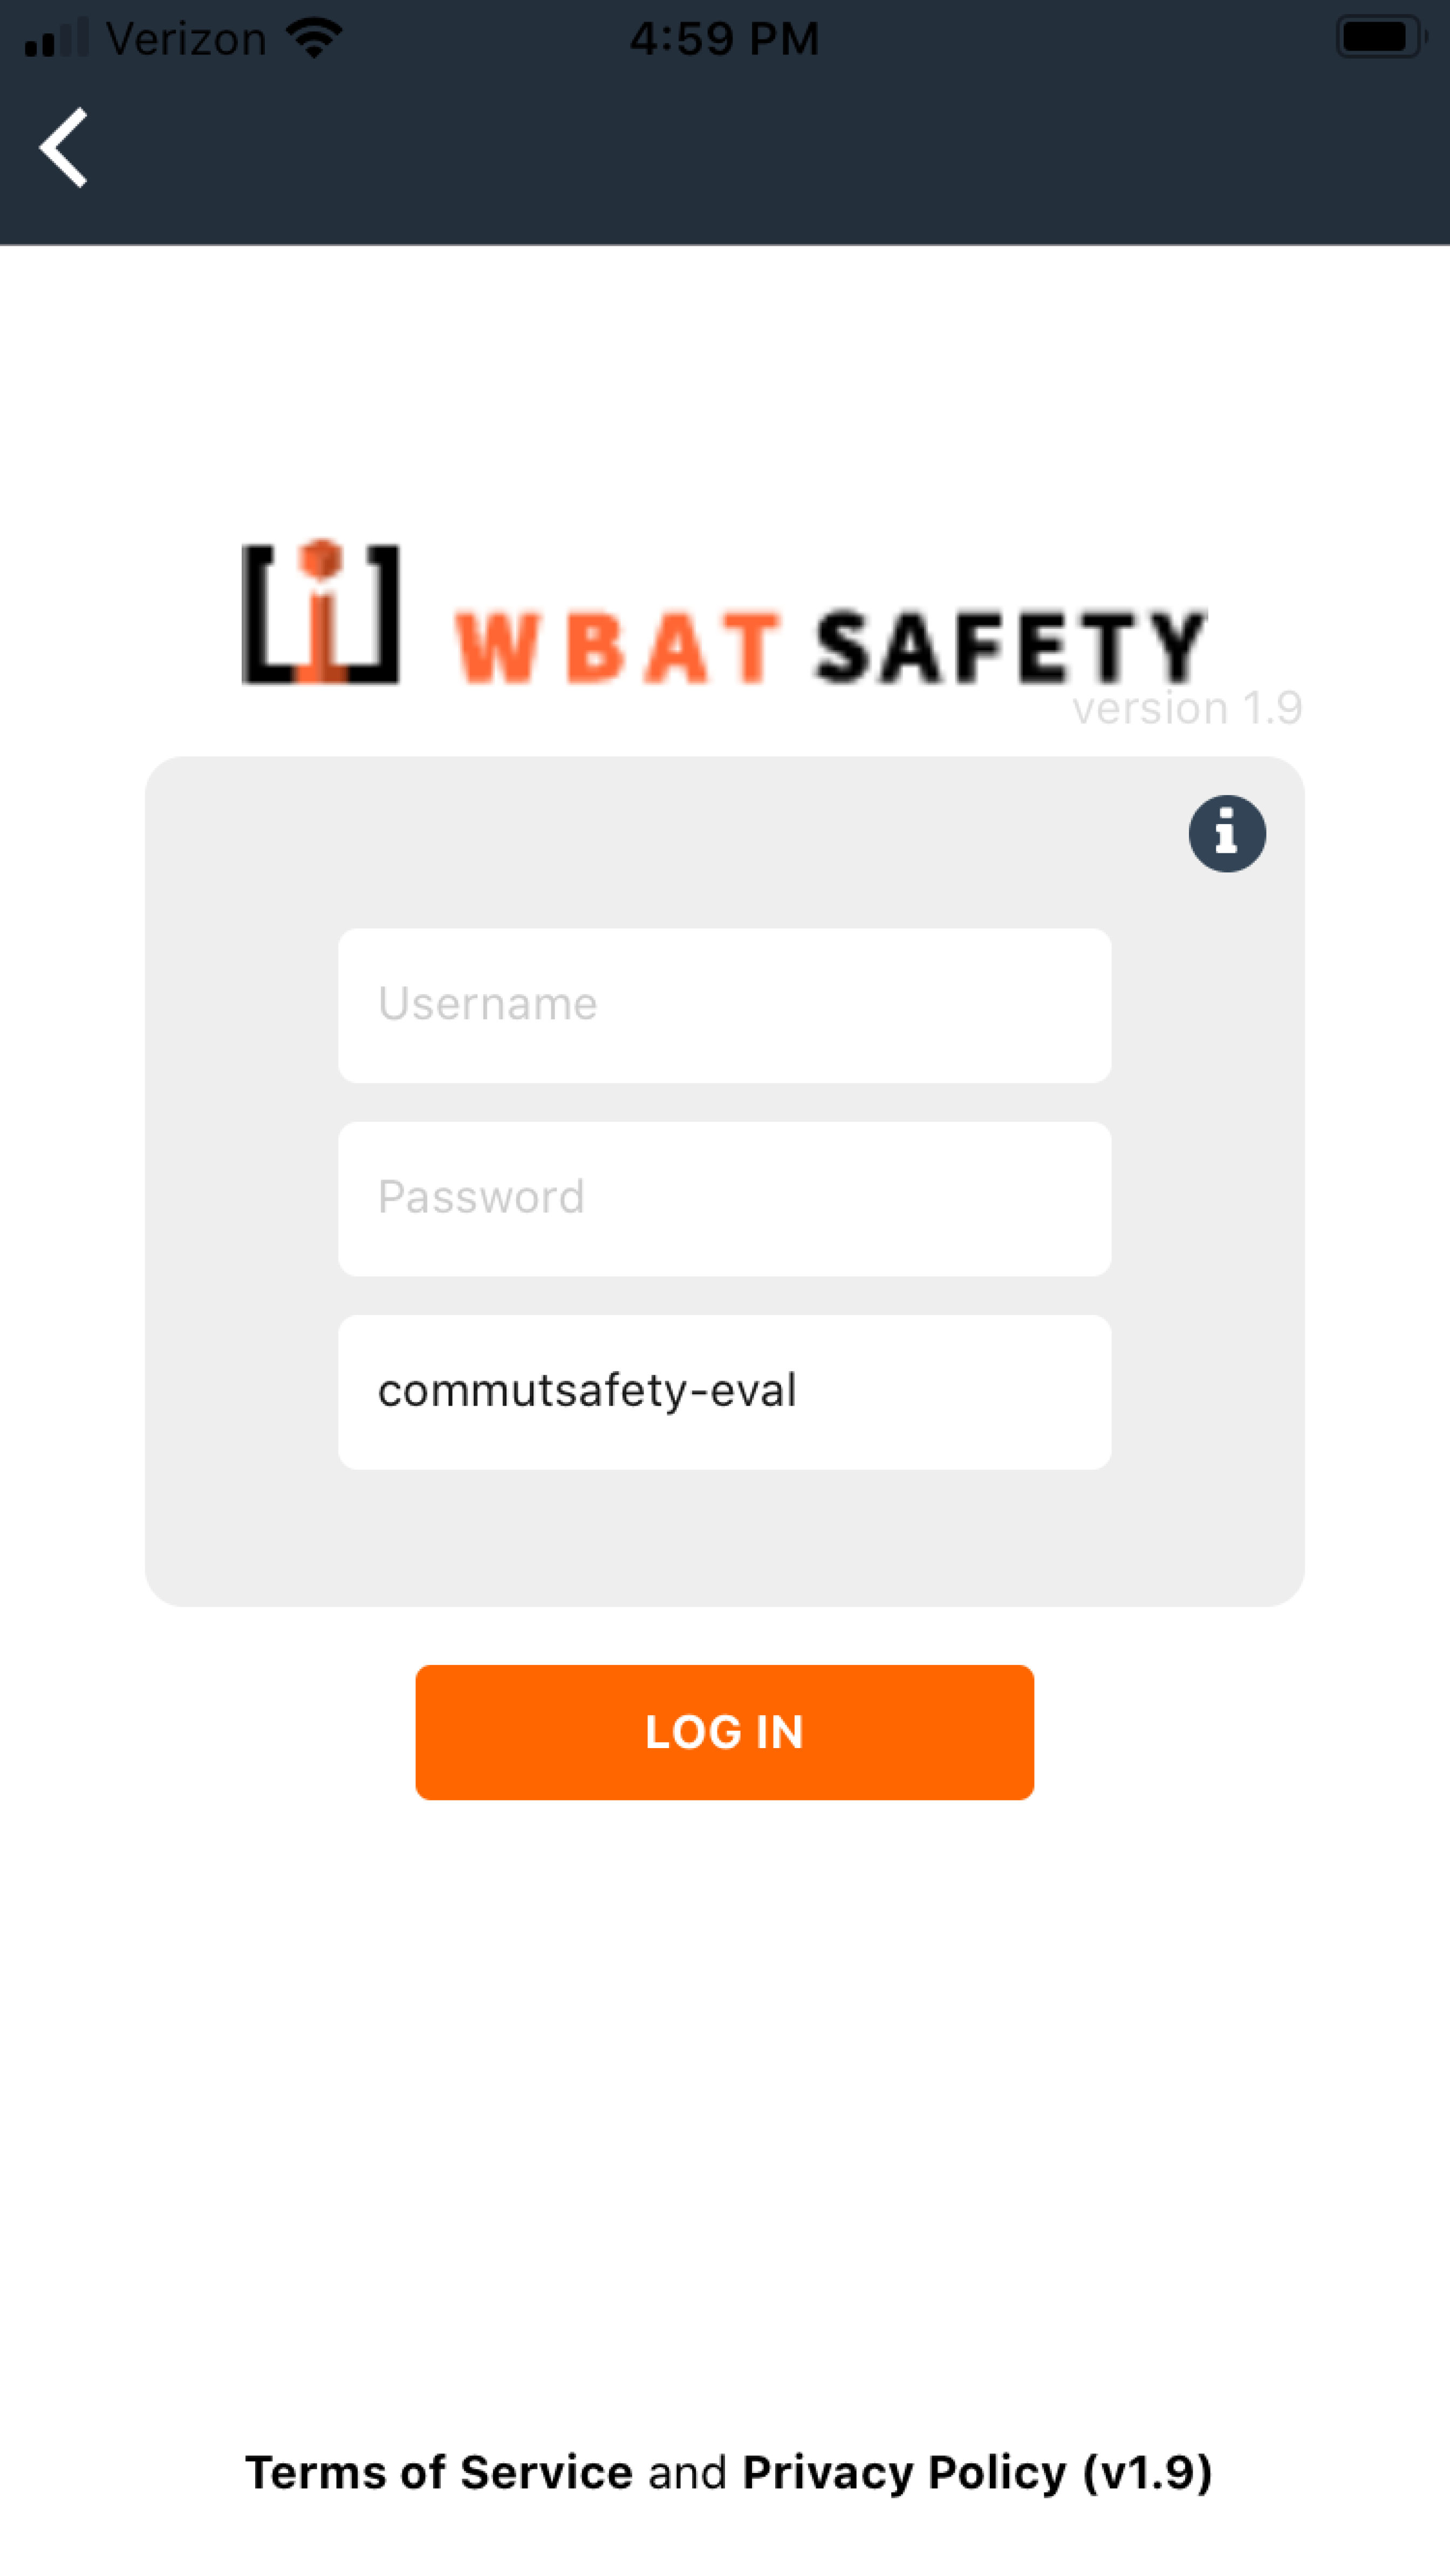 Verizon 4:59 PM
WBAT SAFETY
version 1.9
Username
Password
commutsafety-eval
LOG IN
Terms of Service and Privacy Policy (v1.9)